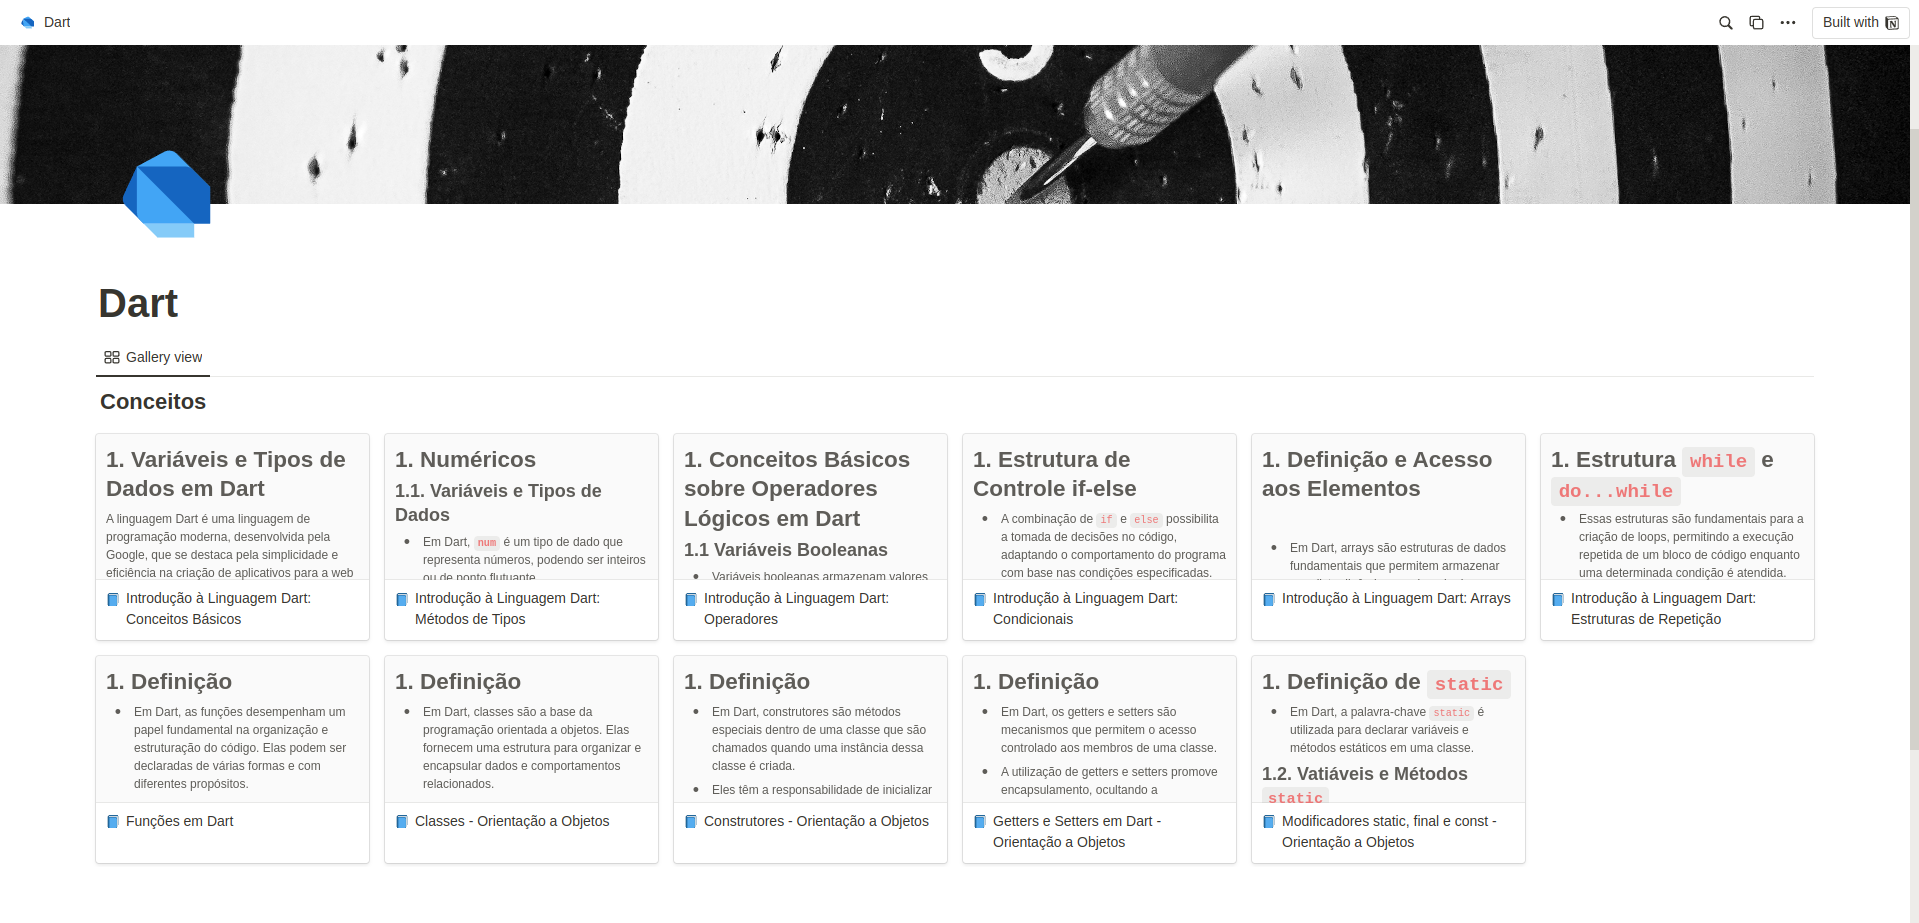 Dart
Built with
Dart
Gallery view
Conceitos
1. Variáveis e Tipos de
Dados em Dart
A linguagem Dart é uma linguagem de
programação moderna, desenvolvida pela
Google, que se destaca pela simplicidade e
eficiência na criação de aplicativos para a web
Introdução à Linguagem Dart:
Conceitos Básicos
1. Numéricos
1.1. Variáveis e Tipos de
Dados
• Em Dart, num é um tipo de dado que
representa números, podendo ser inteiros
ou de ponto flutuante
Introdução à Linguagem Dart:
Métodos de Tipos
1. Conceitos Básicos
sobre Operadores
Lógicos em Dart
1.1 Variáveis Booleanas
• Variáveis booleanas armazenam valores
Introdução à Linguagem Dart:
Operadores
1. Estrutura de
Controle if-else
• A combinação de if e else possibilita
a tomada de decisões no código,
adaptando o comportamento do programa
com base nas condições especificadas.
Introdução à Linguagem Dart:
Condicionais
1. Definição e Acesso
aos Elementos
• Em Dart, arrays são estruturas de dados
fundamentais que permitem armazenar
Introdução à Linguagem Dart: Arrays
1. Estrutura while e
do...while
• Essas estruturas são fundamentais para a
criação de loops, permitindo a execução
repetida de um bloco de código enquanto
uma determinada condição é atendida.
Introdução à Linguagem Dart:
Estruturas de Repetição
1. Definição
• Em Dart, as funções desempenham um
papel fundamental na organização e
estruturação do código. Elas podem ser
declaradas de várias formas e com
diferentes propósitos.
Funções em Dart
1. Definição
• Em Dart, classes são a base da
programação orientada a objetos. Elas
fornecem uma estrutura para organizar e
encapsular dados e comportamentos
relacionados.
Classes - Orientação a Objetos
1. Definição
• Em Dart, construtores são métodos
especiais dentro de uma classe que são
chamados quando uma instância dessa
classe é criada.
• Eles têm a responsabilidade de inicializar
Construtores - Orientação a Objetos
1. Definição
• Em Dart, os getters e setters são
mecanismos que permitem o acesso
controlado aos membros de uma classe.
• A utilização de getters e setters promove
encapsulamento, ocultando a
Getters e Setters em Dart -
Orientação a Objetos
1. Definição de static
• Em Dart, a palavra-chave static é
utilizada para declarar variáveis e
métodos estáticos em uma classe.
1.2. Vatiáveis e Métodos
static
Modificadores static, final e const -
Orientação a Objetos